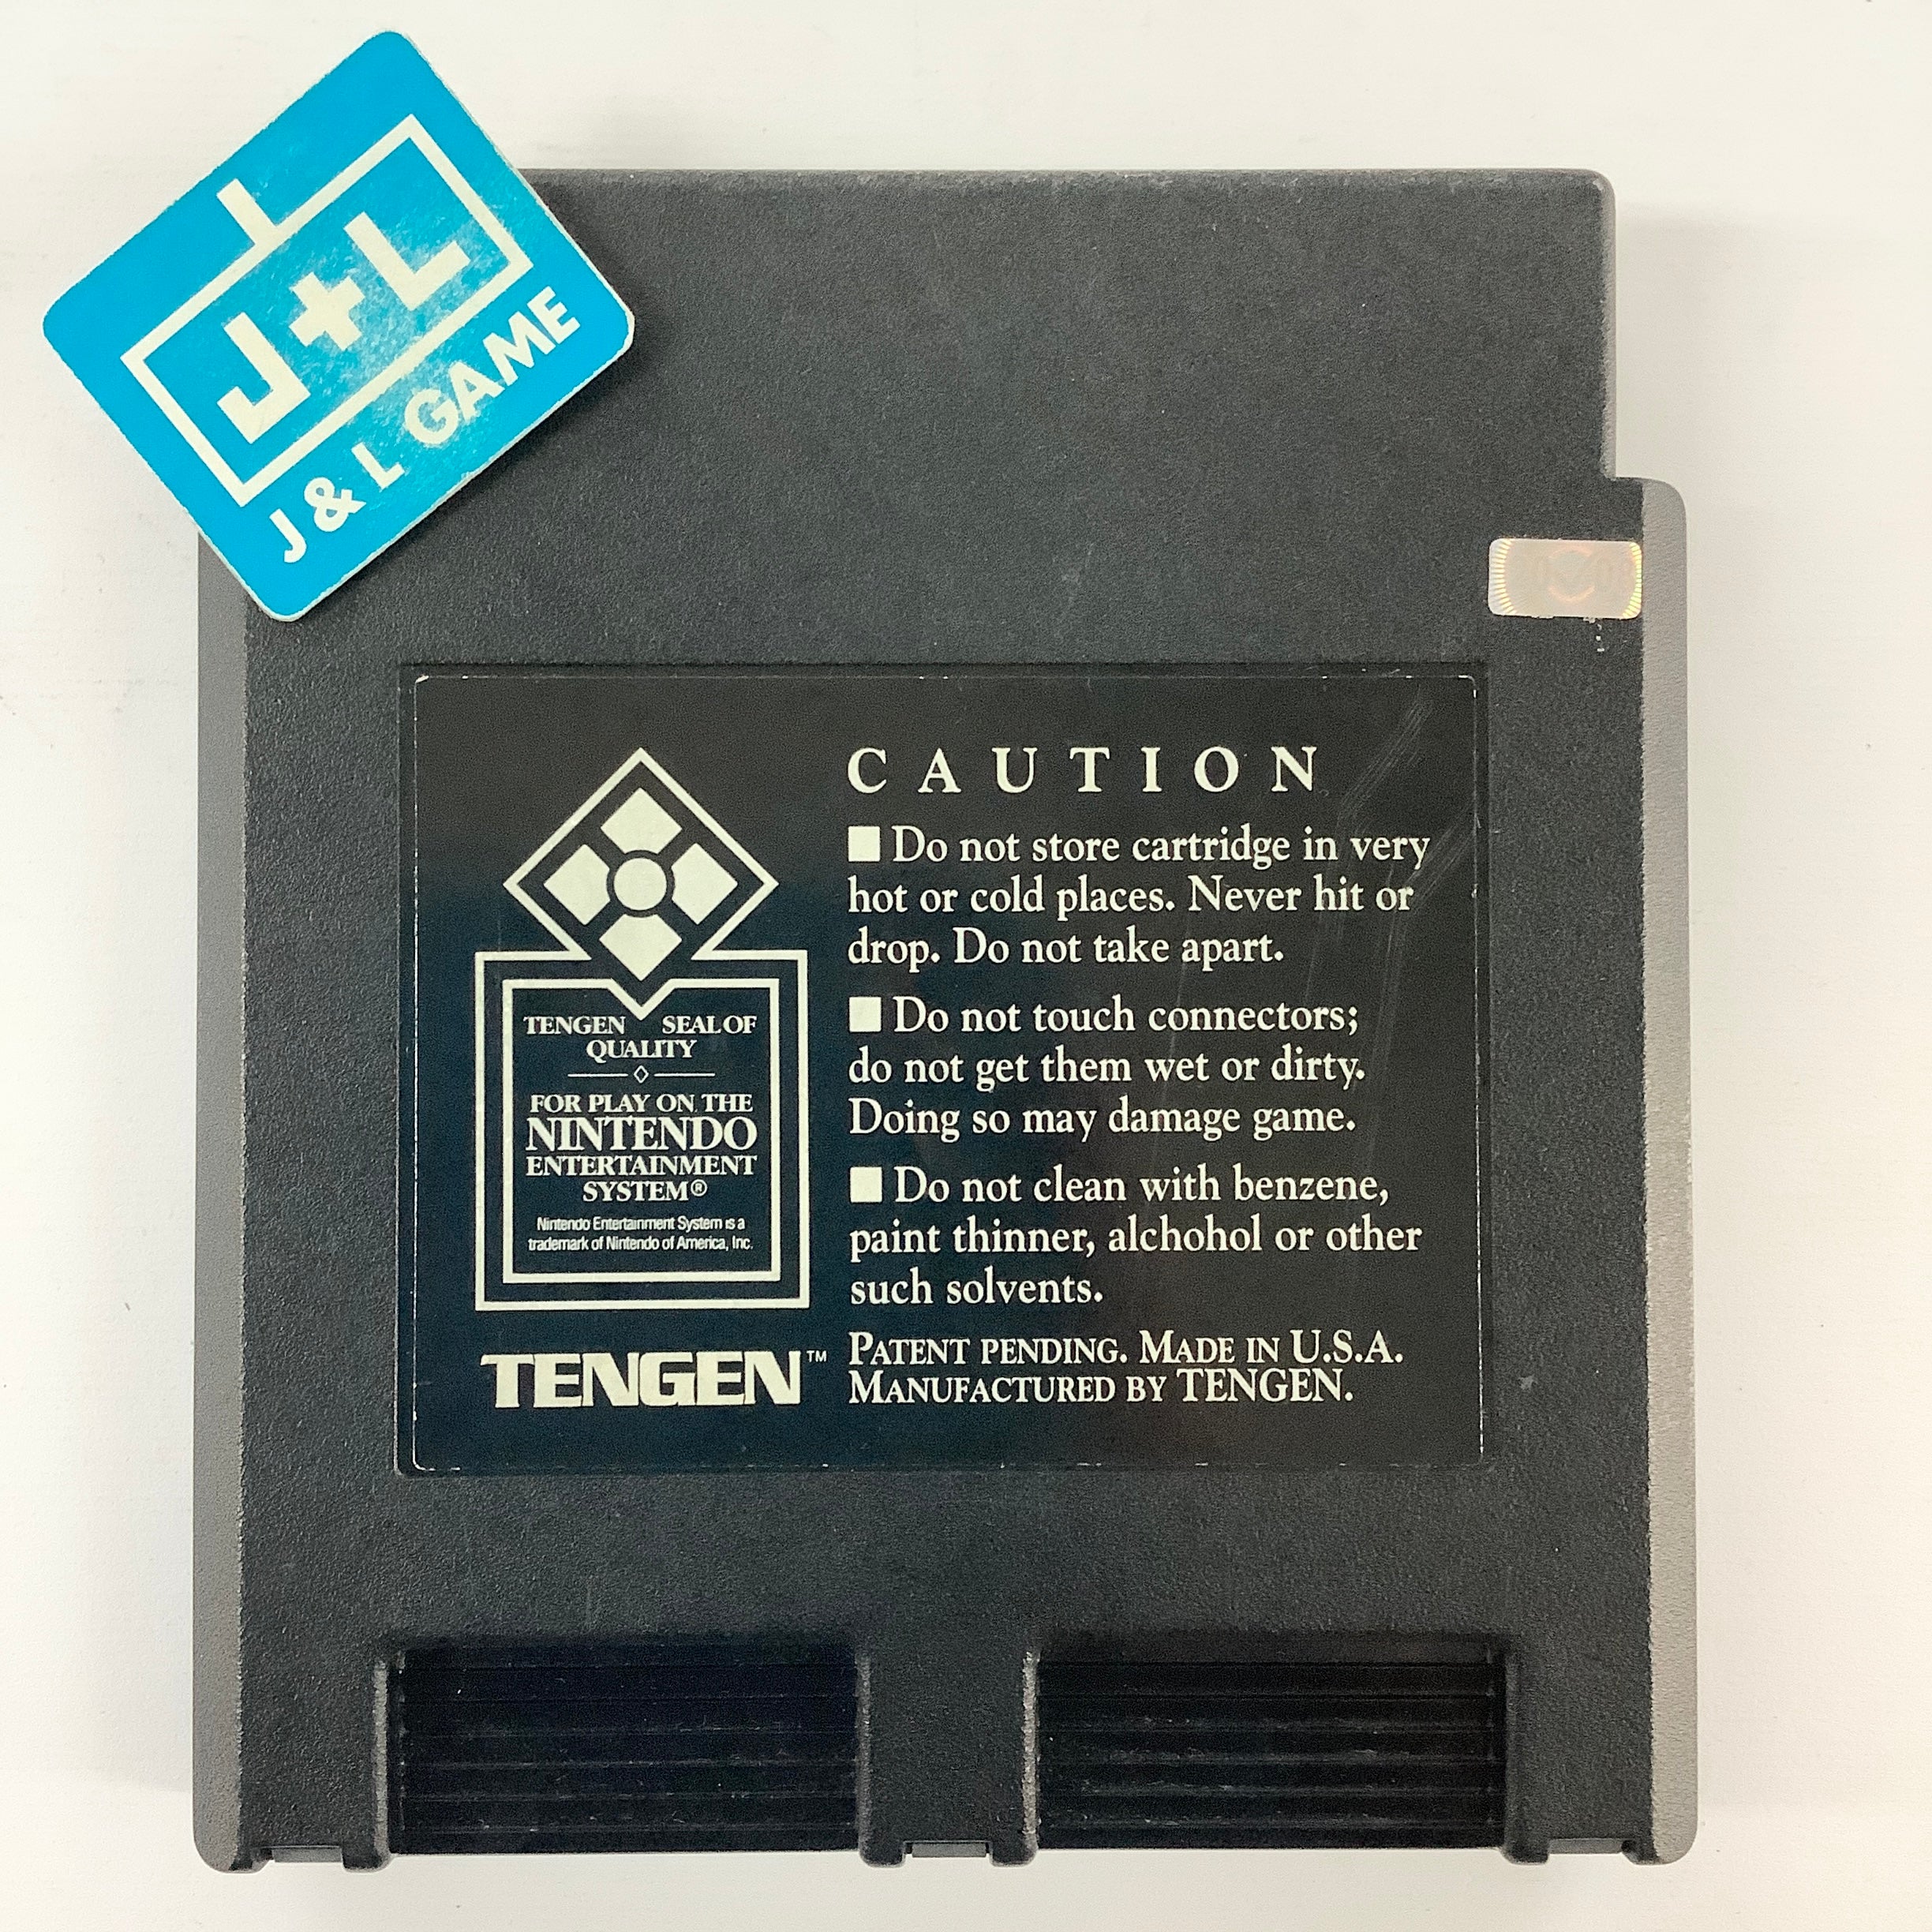 J+L
J & L GAME
CAUTION
Do not store cartridge in very
hot or cold places. Never hit or
drop. Do not take apart.
Do not touch connectors;
do not get them wet or dirty.
Doing so may damage game.
Do not clean with benzene,
paint thinner, alchohol or other
such solvents.
PATENT PENDING. MADE IN U.S.A.
MANUFACTURED BY TENGEN.
TENGEN SEAL OF
QUALITY
FOR PLAY ON THE
NINTENDO
ENTERTAINMENT
SYSTEM®
Nintendo Entertainment System is a
trademark of Nintendo of America, Inc.
TENGEN™